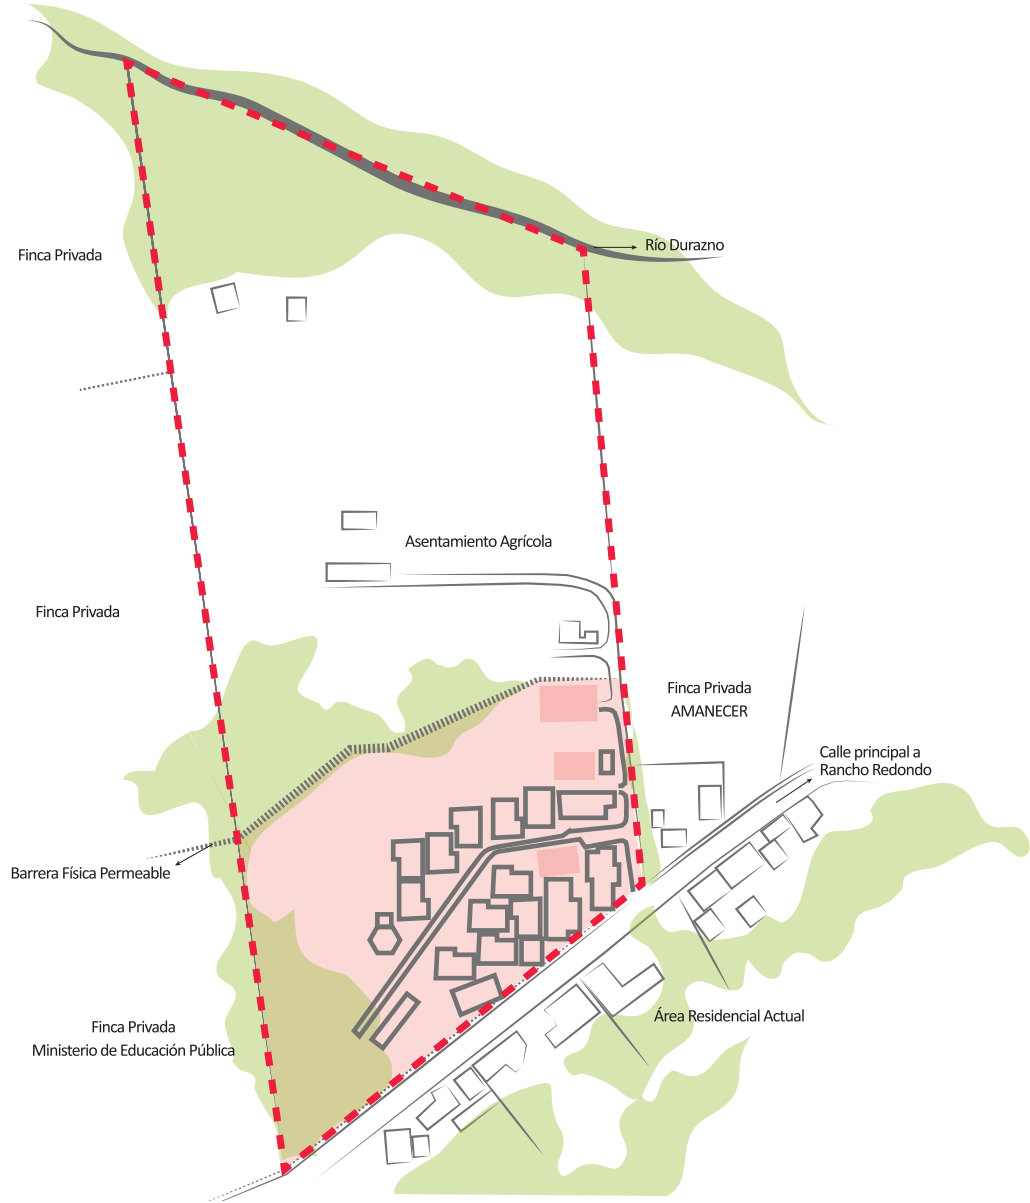 Río Durazno
Finca Privada
Asentamiento Agrícola
Finca Privada
Finca Privada
AMANECER
Calle principal a
Rancho Redondo
Barrera Física Permeable
Área Residencial Actual
Finca Privada
Ministerio de Educación Pública